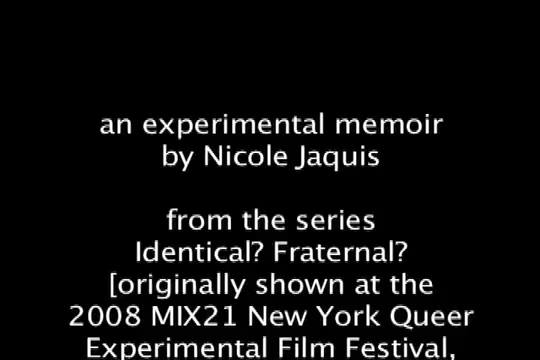 an experimental memoir
by Nicole Jaquis
from the series
Identical? Fraternal?
[originally shown at the
2008 MIX21 New York Queer
Experimental Film Festival,